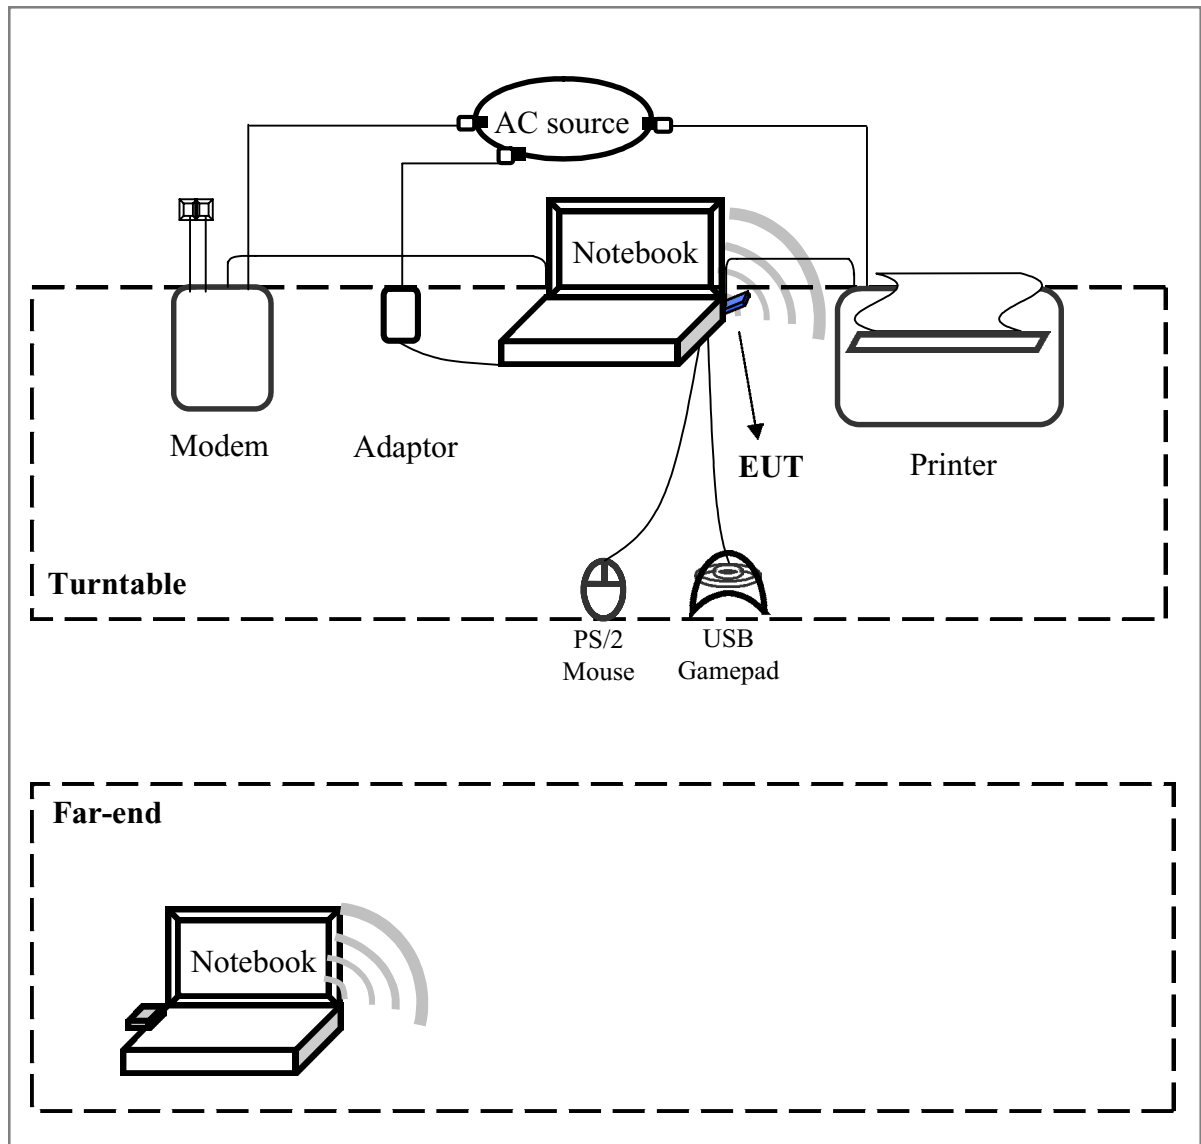 AC source
Notebook
Modem
Adaptor
EUT
Printer
Turntable
PS/2
Mouse
USB
Gamepad
Far-end
Notebook